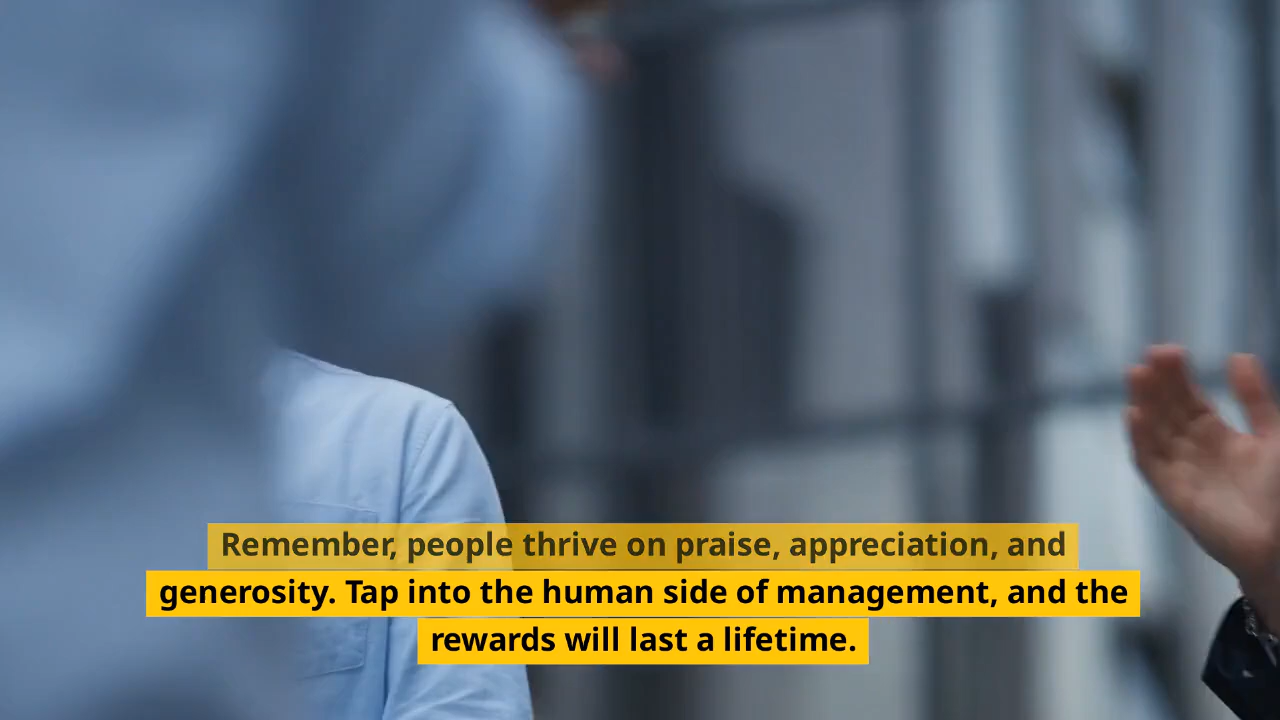 Remember, people thrive on praise, appreciation, and
generosity. Tap into the human side of management, and the
rewards will last a lifetime.